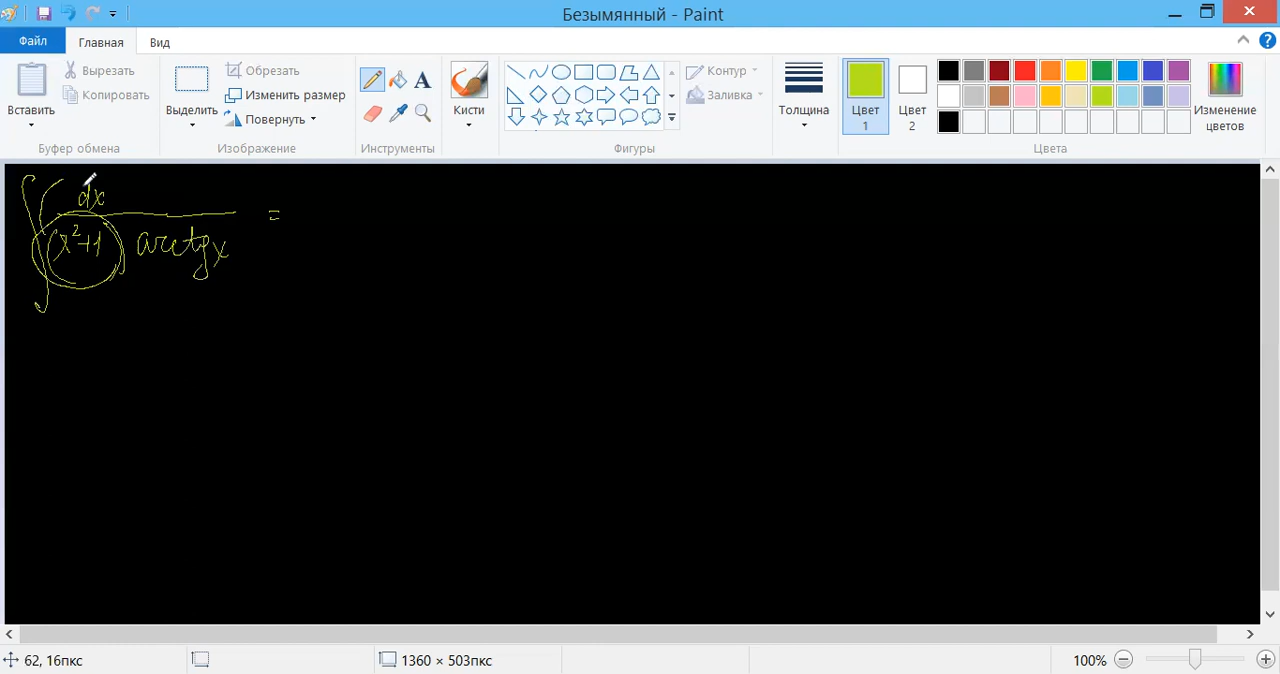 Безымянный - Paint
Файл Главная Вид
Вставить
Вырезать
Копировать
Буфер обмена
Выделить
Обрезать
Изменить размер
Повернуть
Изображение
Инструменты
Кисти
Фигуры
Контур
Заливка
Толщина
Цвет 1
Цвет 2
Изменение цветов
Цвета
∫ dx / (x²+1) arctg x =
62, 16пкс 1360 × 503пкс 100%